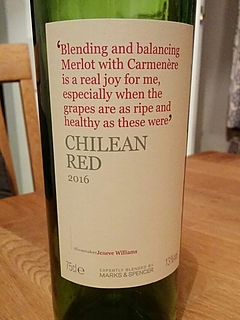 ‘Blending and balancing
Merlot with Carmenère
is a real joy for me,
especially when the
grapes are as ripe and
healthy as these were’
CHILEAN
RED
2016
Winemaker Jeneve Williams
75cl e
EXPERTLY BLENDED BY
MARKS & SPENCER
13%